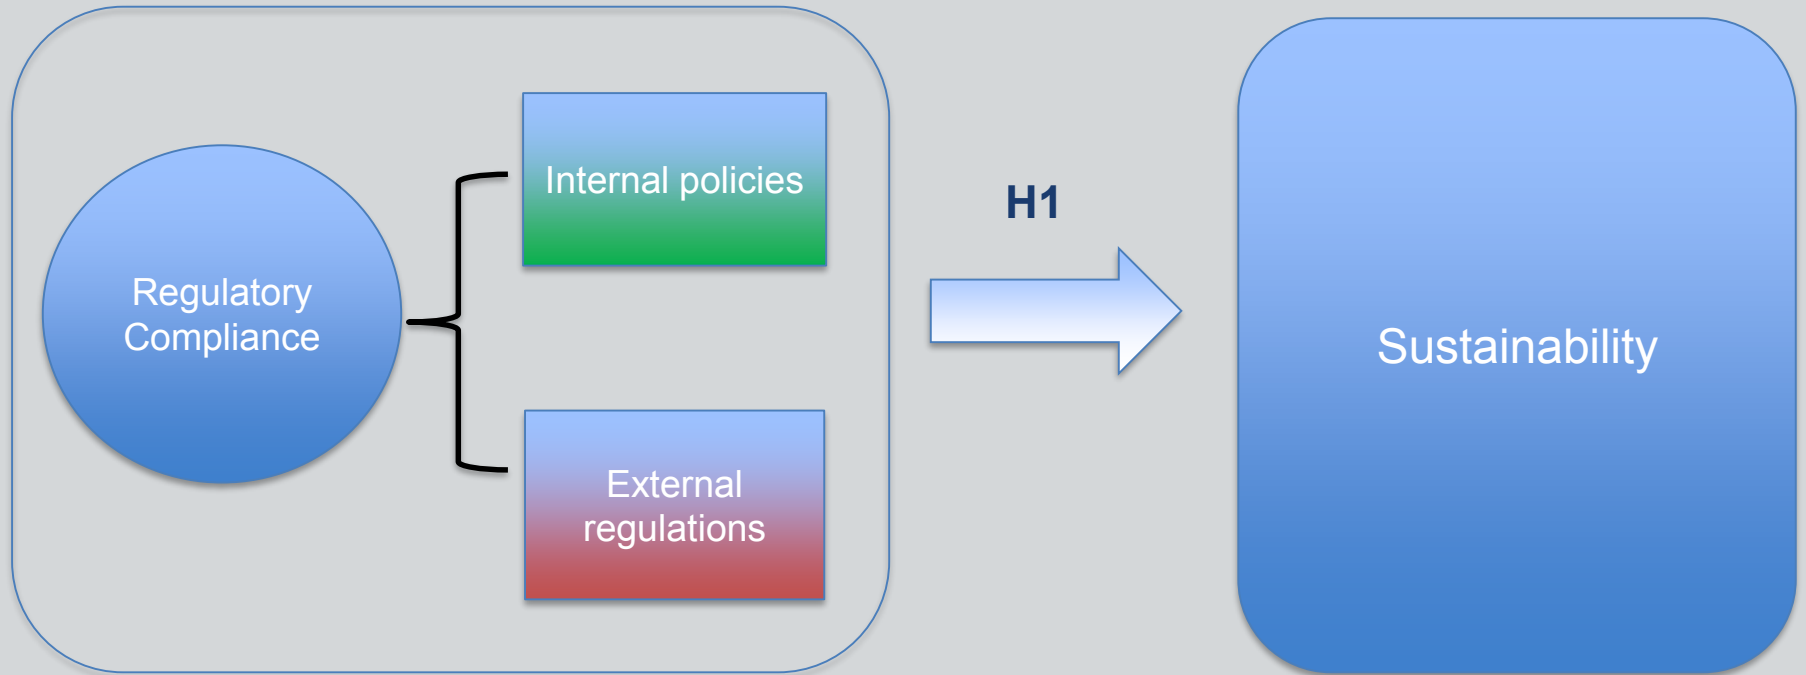 Regulatory
Compliance
Internal policies
External
regulations
H1
Sustainability